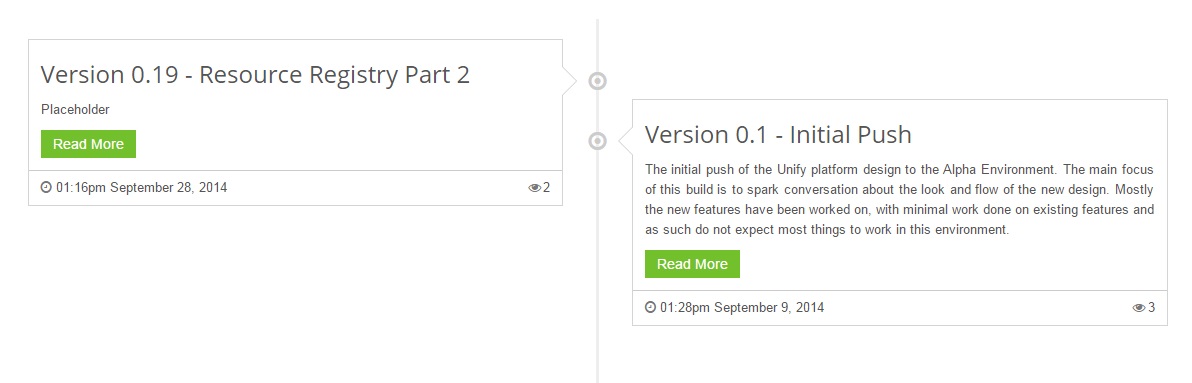 Version 0.19 - Resource Registry Part 2
Placeholder
Read More
01:16pm September 28, 2014
2
Version 0.1 - Initial Push
The initial push of the Unify platform design to the Alpha Environment. The main focus
of this build is to spark conversation about the look and flow of the new design. Mostly
the new features have been worked on, with minimal work done on existing features and
as such do not expect most things to work in this environment.
Read More
01:28pm September 9, 2014
3